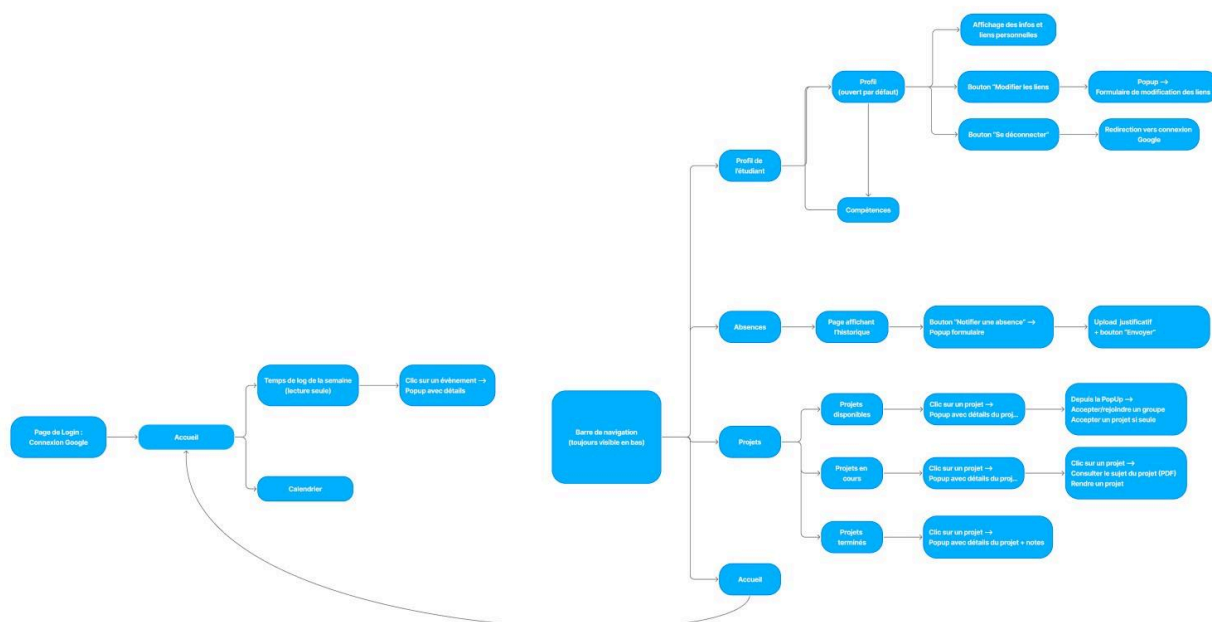 Affichage des infos et
liens personnelles
Profil
(ouvert par défaut)
Bouton "Modifier les liens
Popup →
Formulaire de modification des liens
Bouton "Se déconnecter"
Redirection vers connexion
Google
Profil de
l'étudiant
Compétences
Absences
Page affichant
l'historique
Bouton "Notifier une absence" →
Popup formulaire
Upload justificatif
+ bouton "Envoyer"
Temps de log de la semaine
(lecture seule)
Clic sur un évènement →
Popup avec détails
Page de Login :
Connexion Google
Accueil
Calendrier
Barre de navigation
(toujours visible en bas)
Projets
Projets
disponibles
Clic sur un projet →
Popup avec détails du proj...
Depuis la PopUp →
Accepter/rejoindre un groupe
Accepter un projet si seule
Projets en
cours
Clic sur un projet →
Popup avec détails du proj...
Clic sur un projet →
Consulter le sujet du projet (PDF)
Rendre un projet
Projets
terminés
Clic sur un projet →
Popup avec détails du projet + notes
Accueil